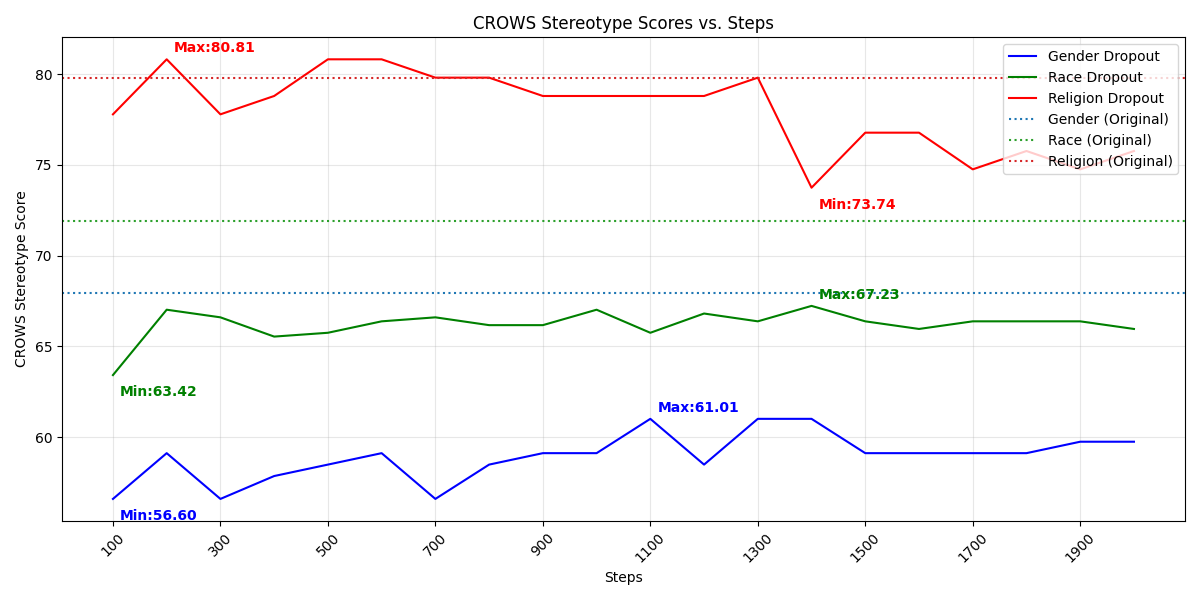 CROWS Stereotype Scores vs. Steps
CROWS Stereotype Score
80
75
70
65
60
Max:80.81
Min:73.74
Max:67.23
Min:63.42
Max:61.01
Min:56.60
Gender Dropout
Race Dropout
Religion Dropout
Gender (Original)
Race (Original)
Religion (Original)
100
300
500
700
900
1100
1300
1500
1700
1900
Steps